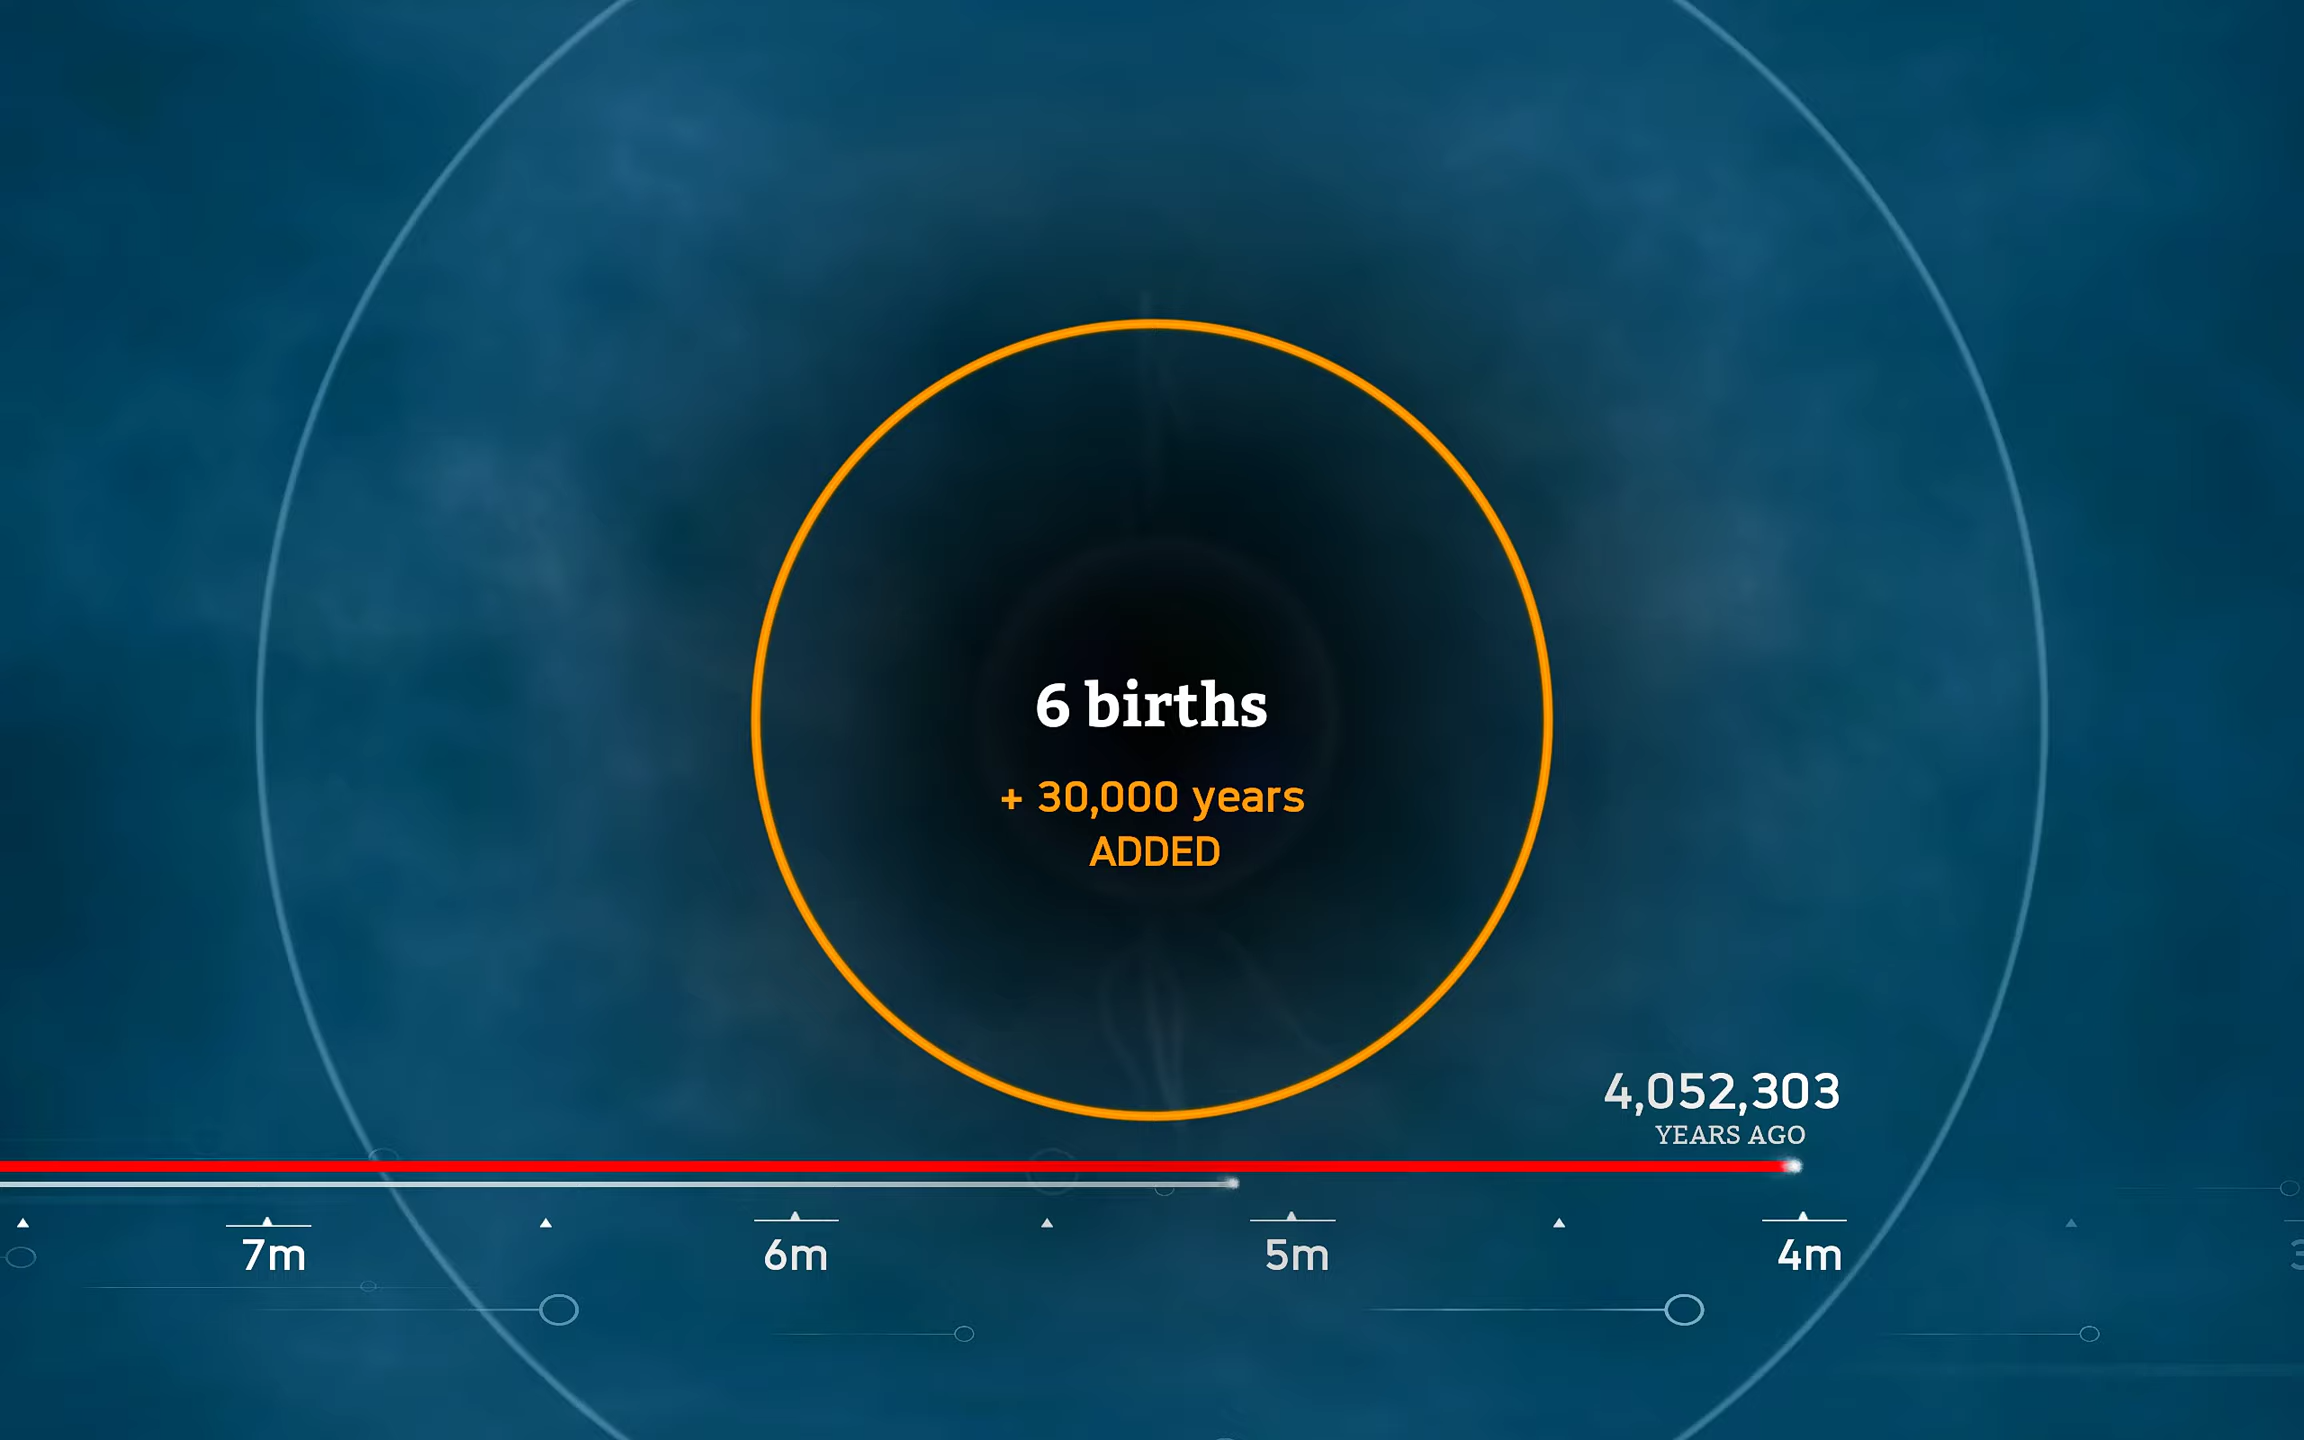 6 births
+ 30,000 years
ADDED
4,052,303
YEARS AGO
7m
6m
5m
4m